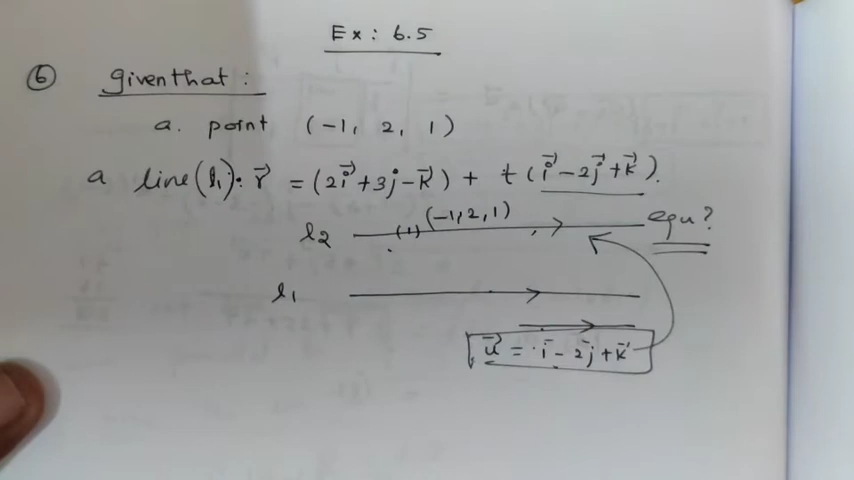 Ex: 6.5
⑥ Given that:
a. point (-1, 2, 1)
a line (l₁): r⃗ = (2i⃗ + 3j - k⃗) + t(i⃗ - 2j⃗ + k⃗).
l₂ (-1, 2, 1) equ?
l₁
u⃗ = i⃗ - 2j⃗ + k⃗